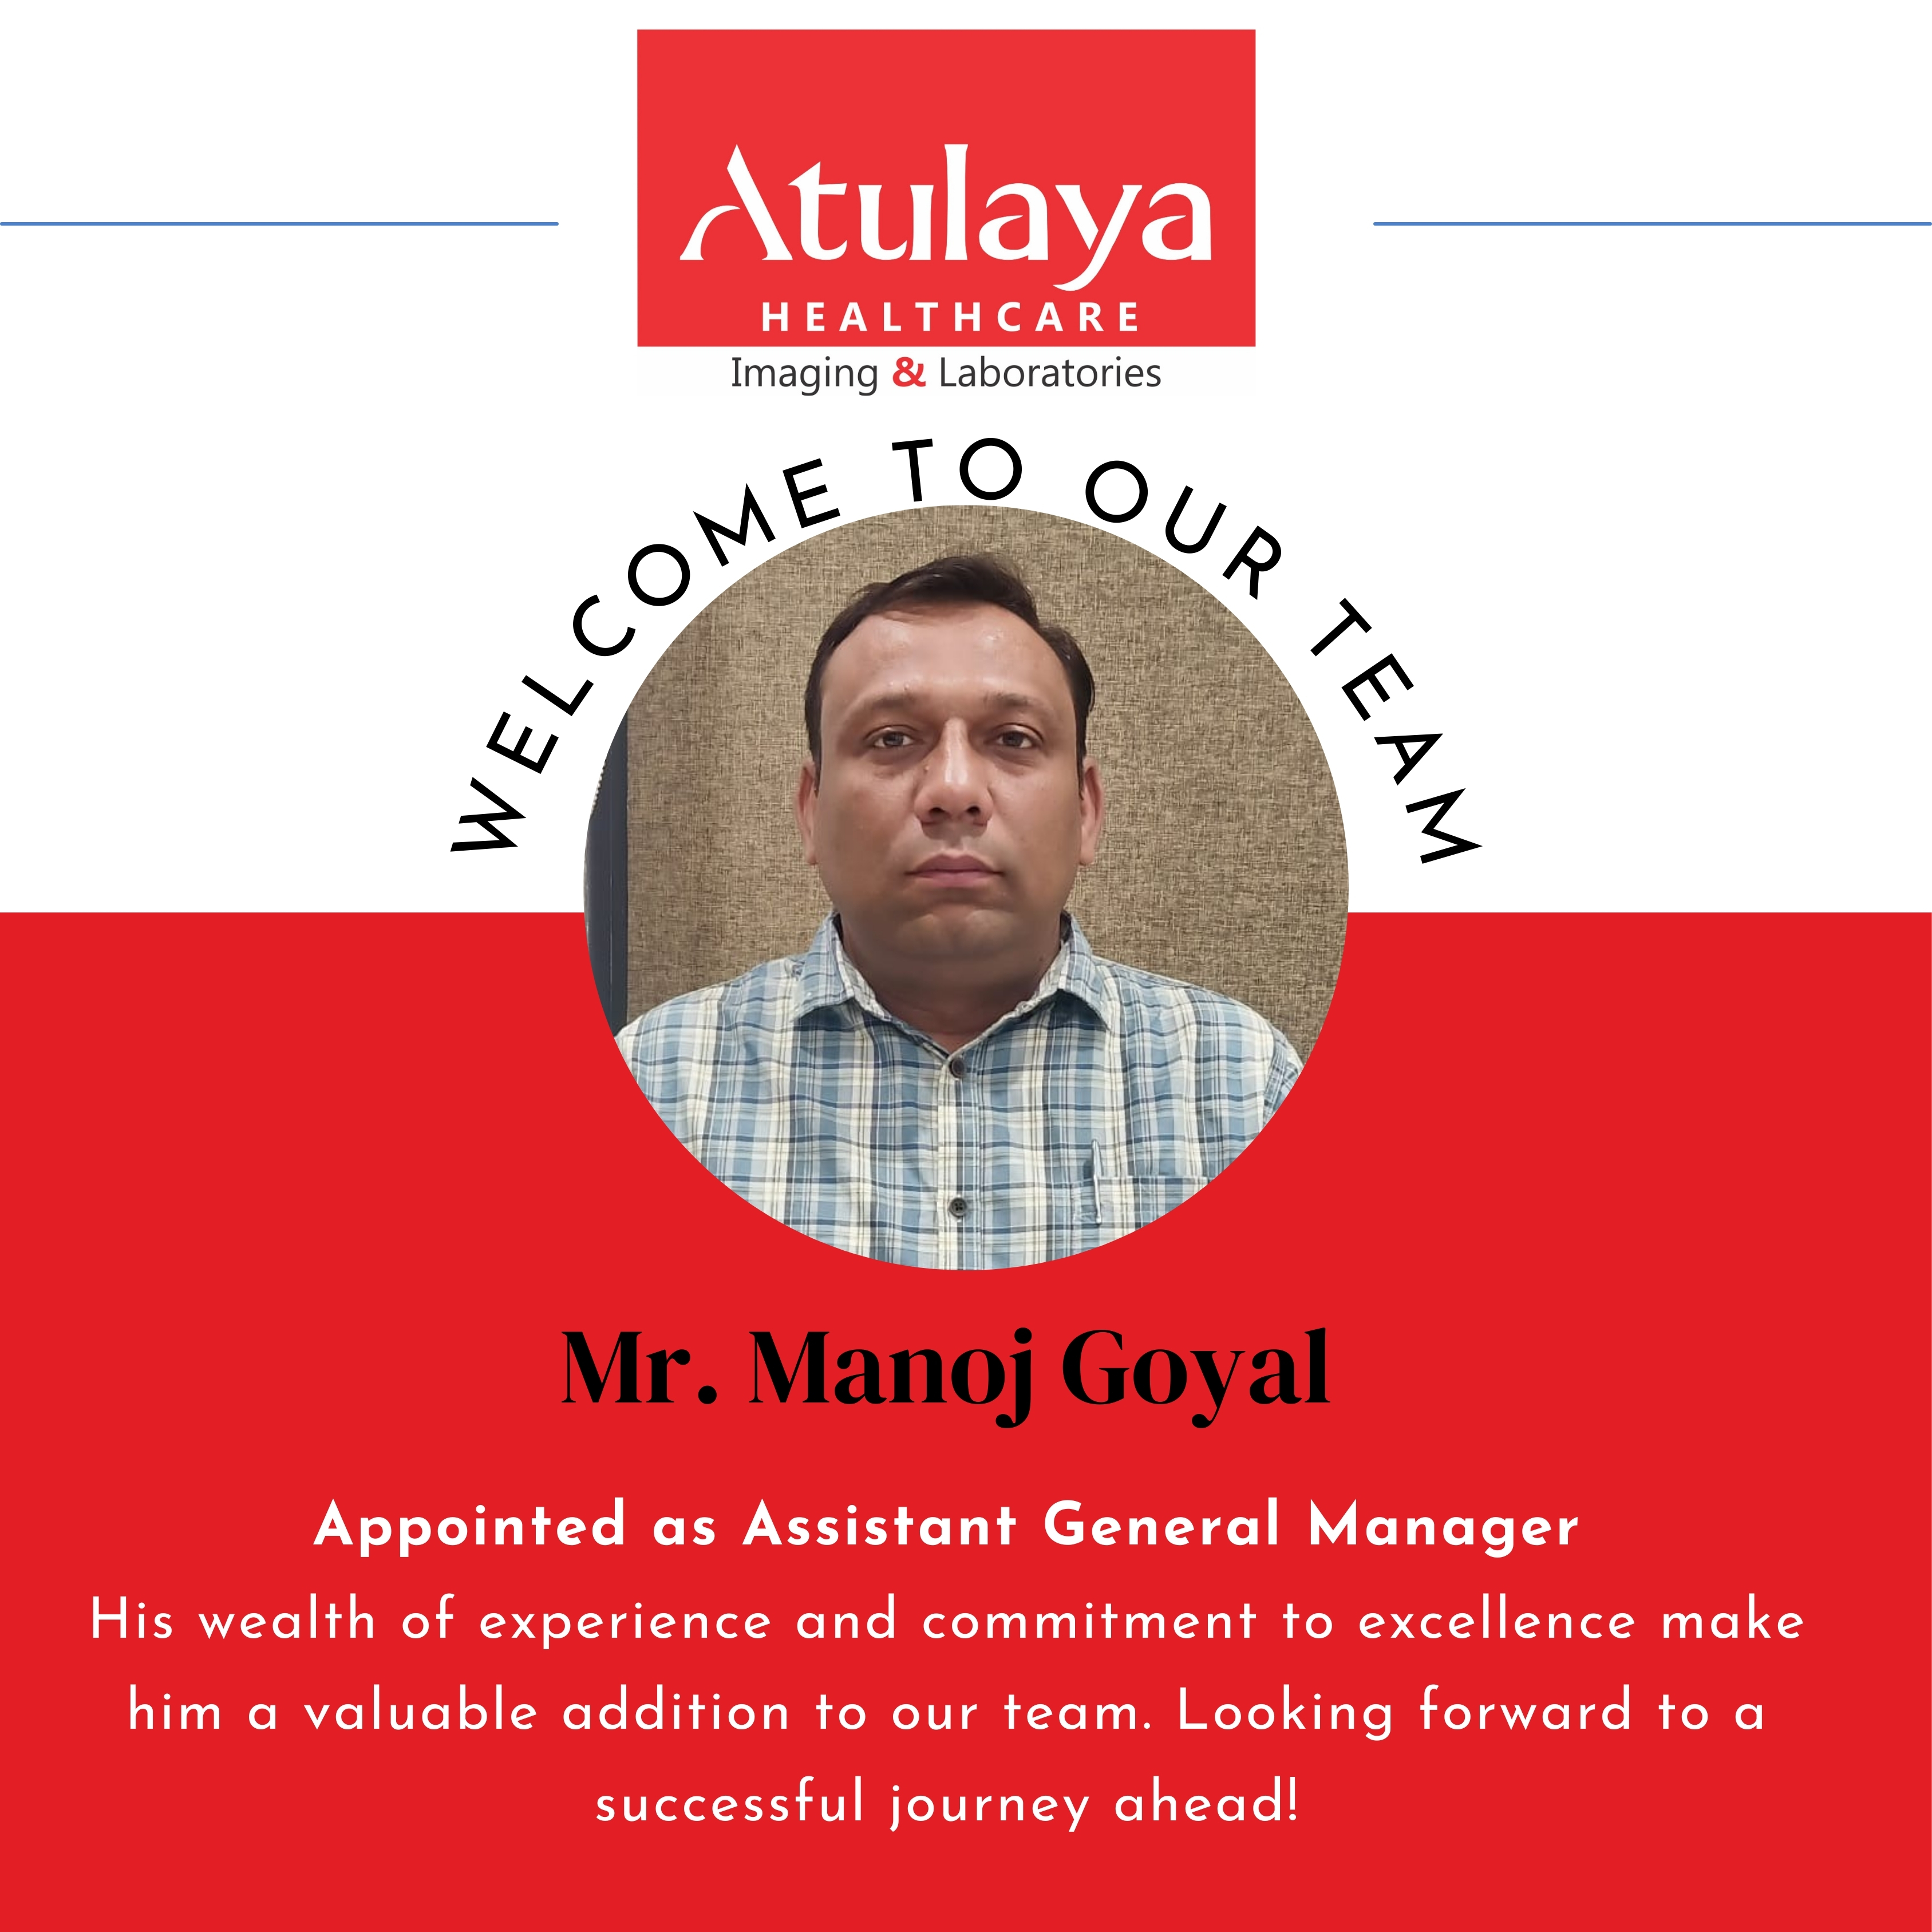 Atulaya
HEALTHCARE
Imaging & Laboratories
WELCOME TO OUR TEAM
Mr. Manoj Goyal
Appointed as Assistant General Manager
His wealth of experience and commitment to excellence make
him a valuable addition to our team. Looking forward to a
successful journey ahead!